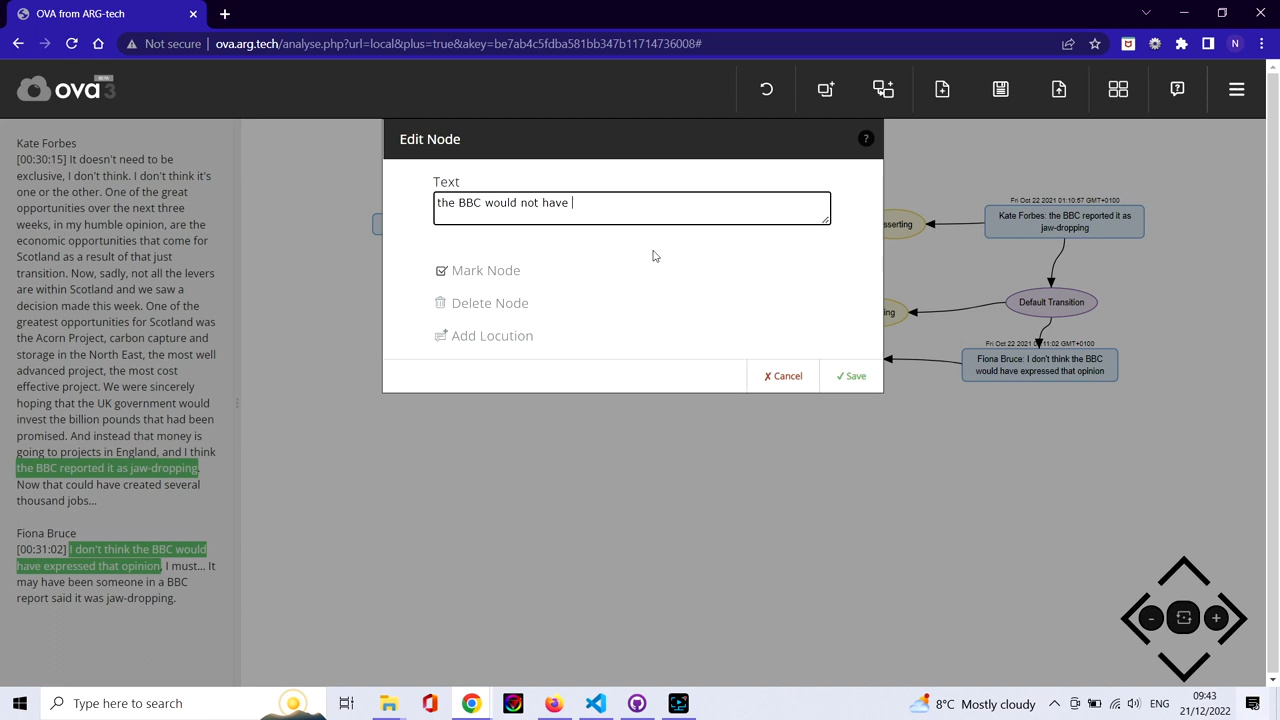 OVA from ARG-tech
Not secure
ova.arg.tech/analyse.php?url=local&plus=true&akey=be7ab4c5fdba581bb347b11714736008#
N
ova3
BETA
Kate Forbes
[00:30:15] It doesn't need to be
exclusive, I don't think. I don't think it's
one or the other. One of the great
opportunities over the next three
weeks, in my humble opinion, are the
economic opportunities that come for
Scotland as a result of that just
transition. Now, sadly, not all the levers
are within Scotland and we saw a
decision made this week. One of the
greatest opportunities for Scotland was
the Acorn Project, carbon capture and
storage in the North East, the most well
advanced project, the most cost
effective project. We were sincerely
hoping that the UK government would
invest the billion pounds that had been
promised. And instead that money is
going to projects in England, and I think
the BBC reported it as jaw-dropping.
Now that could have created several
thousand jobs...
Fiona Bruce
[00:31:02] I don't think the BBC would
have expressed that opinion, I must... It
may have been someone in a BBC
report said it was jaw-dropping.
Edit Node
?
Text
the BBC would not have
Mark Node
Delete Node
Add Locution
✗ Cancel
✓ Save
sserting
Fri Oct 22 2021 01:10:57 GMT+0100
Kate Forbes: the BBC reported it as
jaw-dropping
ing
Default Transition
Fri Oct 22 2021 01:11:02 GMT+0100
Fiona Bruce: I don't think the BBC
would have expressed that opinion
- +
Type here to search
8°C Mostly cloudy
ENG
09:43
21/12/2022